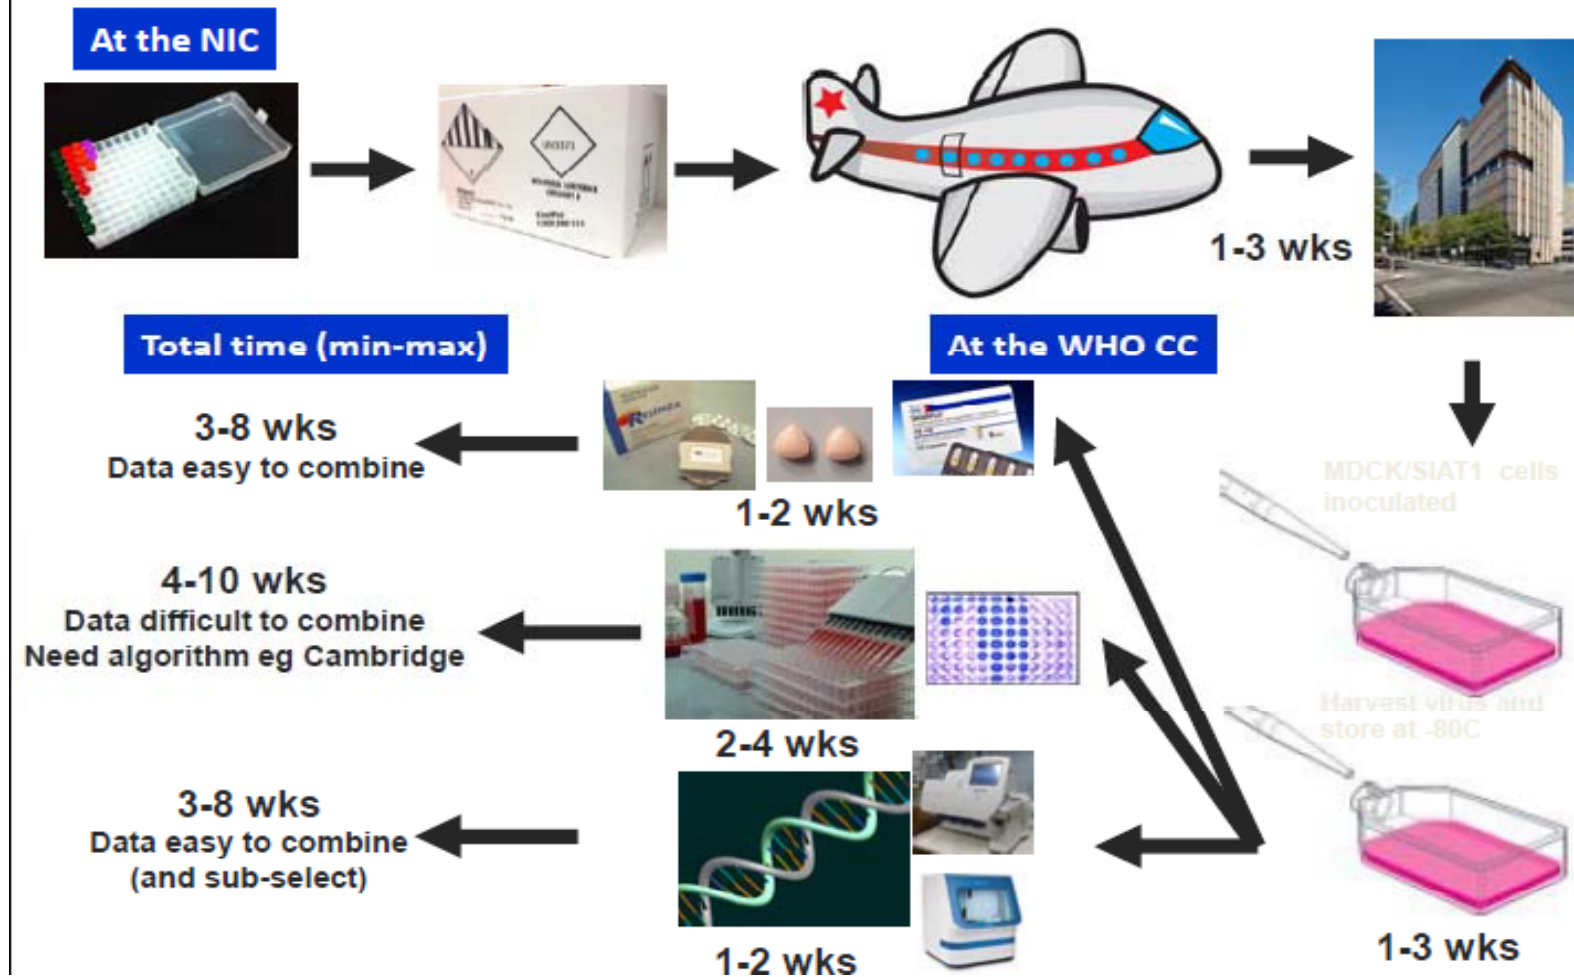 At the NIC
UN3373
1-3 wks
Total time (min-max)
At the WHO CC
3-8 wks
Data easy to combine
RELENZA
1-2 wks
MDCK/SIAT1 cells
inoculated
4-10 wks
Data difficult to combine
Need algorithm eg Cambridge
2-4 wks
Harvest virus and
store at -80C
3-8 wks
Data easy to combine
(and sub-select)
1-2 wks
1-3 wks